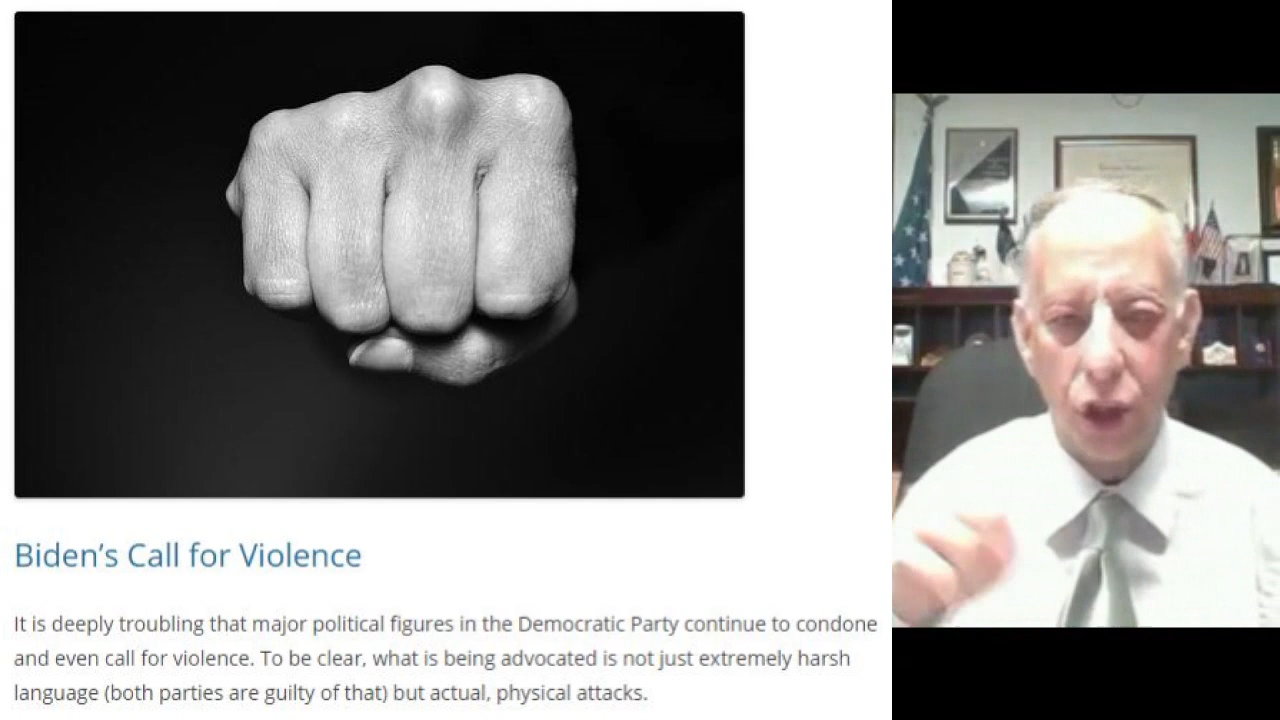 Biden's Call for Violence
It is deeply troubling that major political figures in the Democratic Party continue to condone
and even call for violence. To be clear, what is being advocated is not just extremely harsh
language (both parties are guilty of that) but actual, physical attacks.